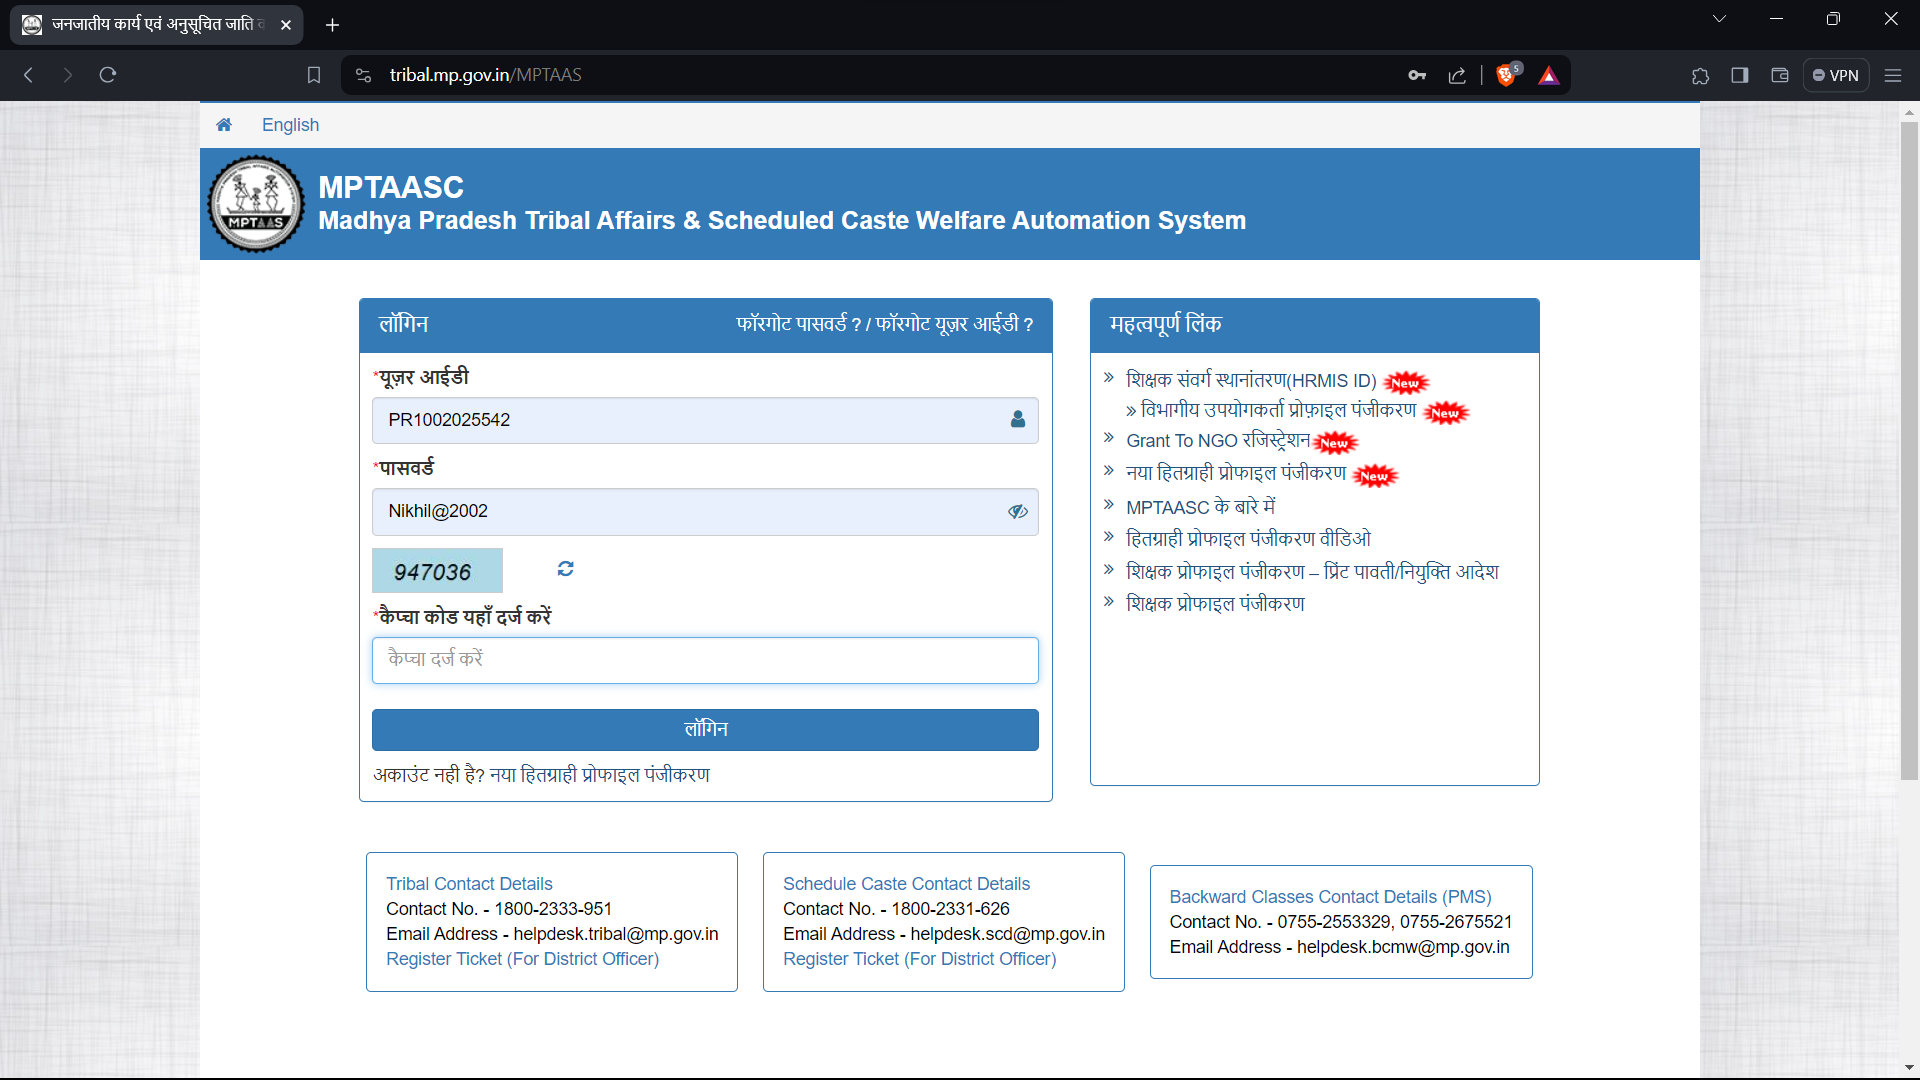 जनजातीय कार्य एवं अनुसूचित जाति
tribal.mp.gov.in/MPTAAS
5
VPN
English
MPTAAS
MPTAASC
Madhya Pradesh Tribal Affairs & Scheduled Caste Welfare Automation System
लॉगिन
फॉरगोट पासवर्ड ? / फॉरगोट यूज़र आईडी ?
*यूज़र आईडी
PR1002025542
*पासवर्ड
Nikhil@2002
947036
*कैप्चा कोड यहाँ दर्ज करें
कैप्चा दर्ज करें
लॉगिन
अकाउंट नही है? नया हितग्राही प्रोफाइल पंजीकरण
महत्वपूर्ण लिंक
» शिक्षक संवर्ग स्थानांतरण(HRMIS ID) New
» विभागीय उपयोगकर्ता प्रोफ़ाइल पंजीकरण New
» Grant To NGO रजिस्ट्रेशन New
» नया हितग्राही प्रोफाइल पंजीकरण New
» MPTAASC के बारे में
» हितग्राही प्रोफाइल पंजीकरण वीडिओ
» शिक्षक प्रोफाइल पंजीकरण – प्रिंट पावती/नियुक्ति आदेश
» शिक्षक प्रोफाइल पंजीकरण
Tribal Contact Details
Contact No. - 1800-2333-951
Email Address - helpdesk.tribal@mp.gov.in
Register Ticket (For District Officer)
Schedule Caste Contact Details
Contact No. - 1800-2331-626
Email Address - helpdesk.scd@mp.gov.in
Register Ticket (For District Officer)
Backward Classes Contact Details (PMS)
Contact No. - 0755-2553329, 0755-2675521
Email Address - helpdesk.bcmw@mp.gov.in